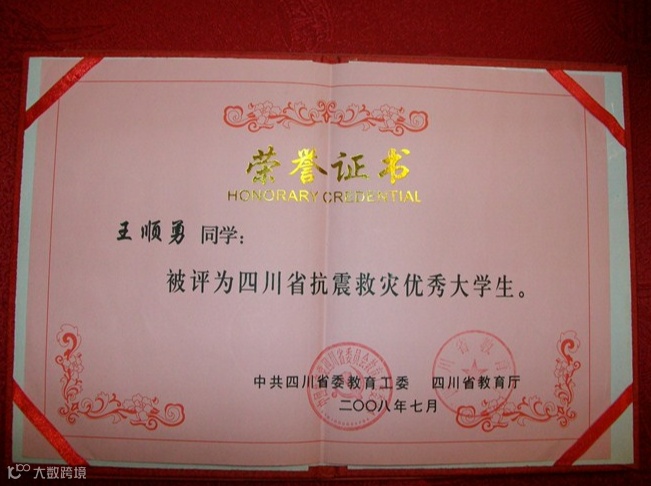 荣誉证书
HONORARY CREDENTIAL
王顺勇 同学：
被评为四川省抗震救灾优秀大学生。
中共四川省委教育工委 四川省教育厅
二〇〇八年七月
大数跨境